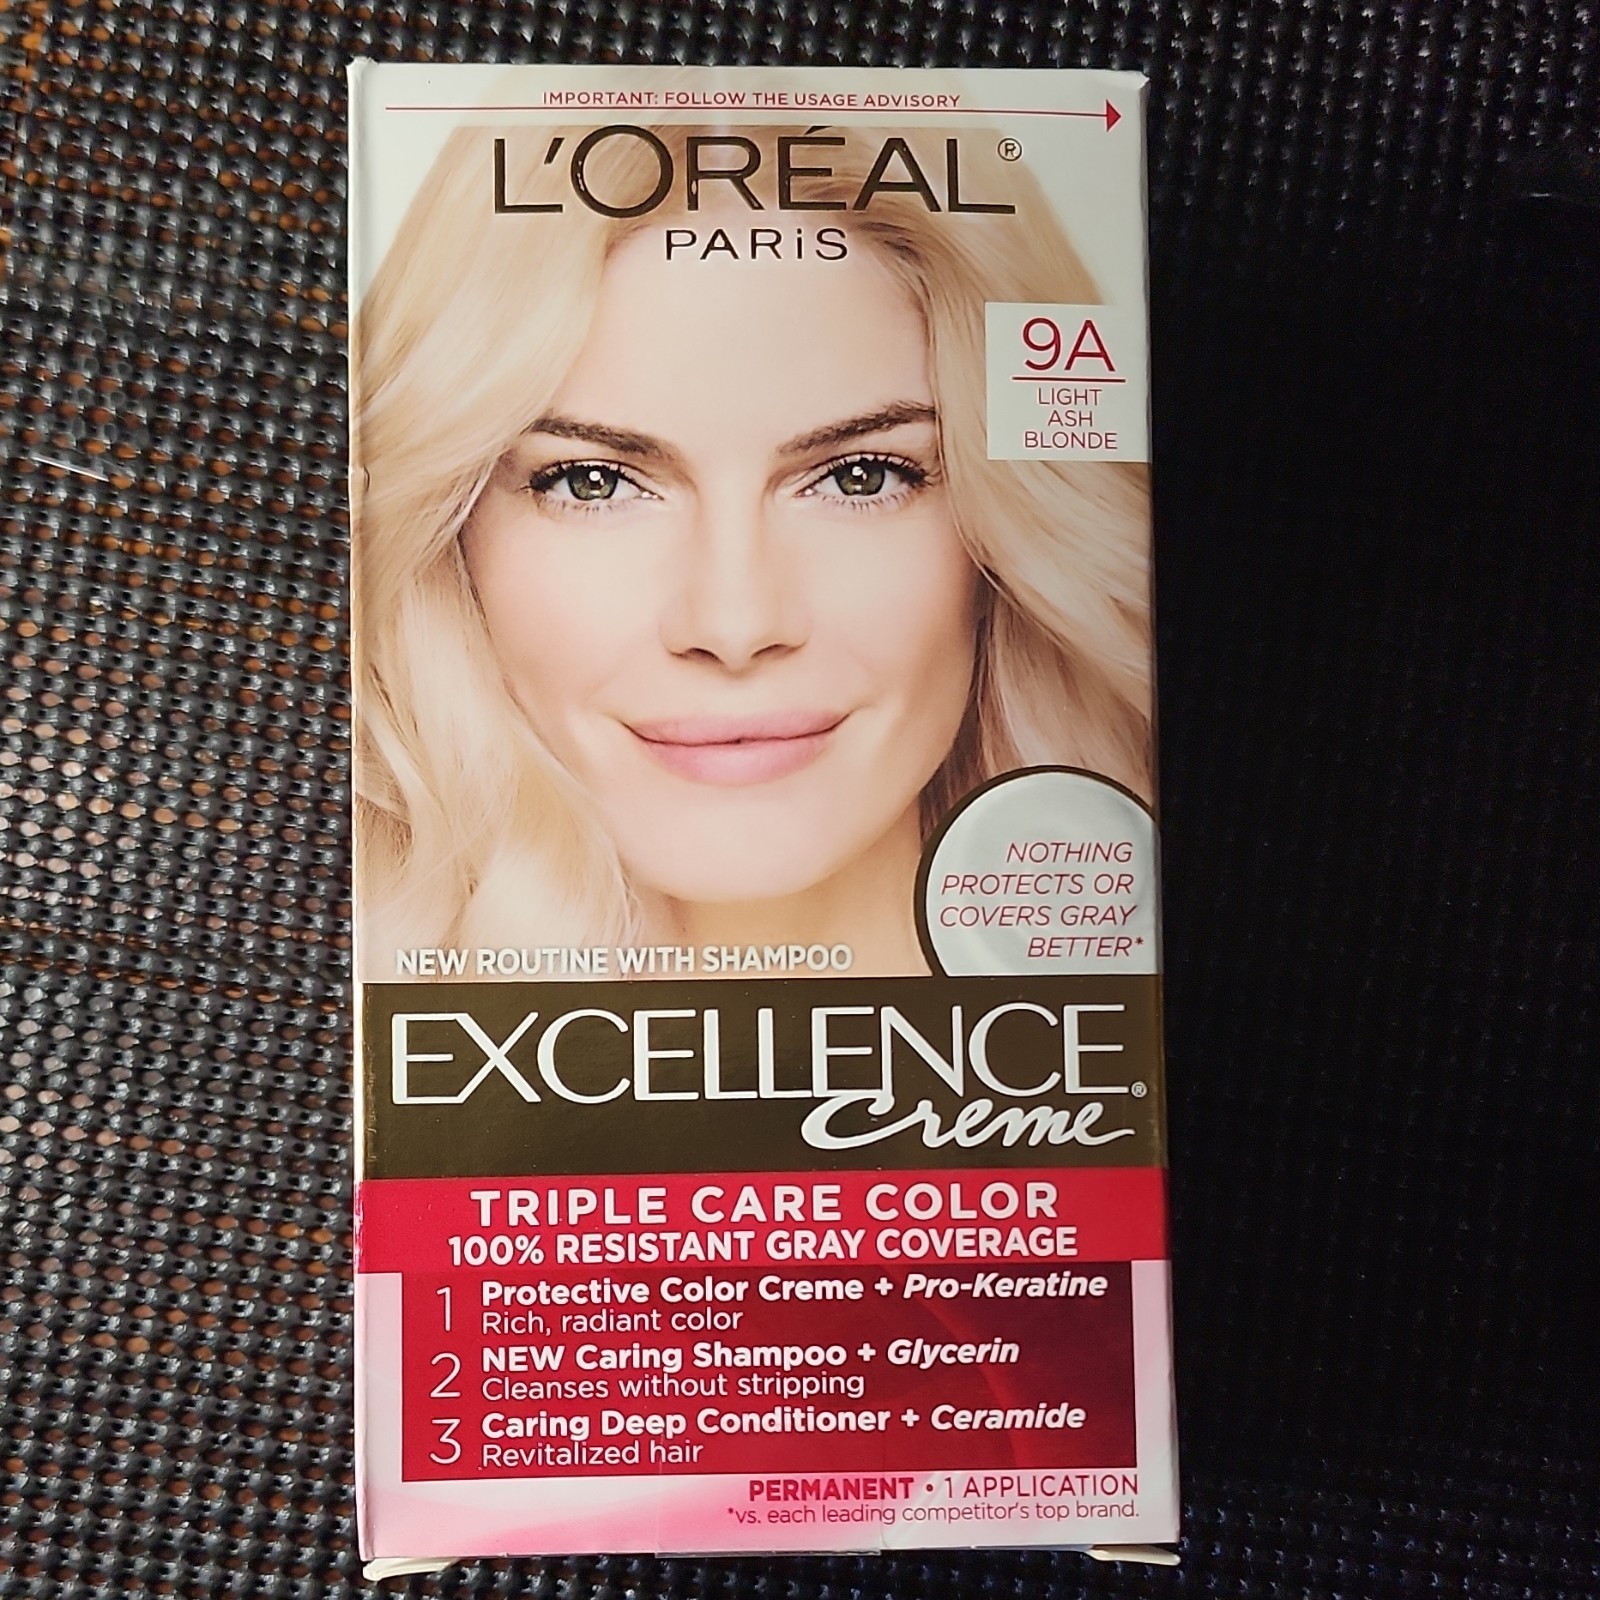 IMPORTANT: FOLLOW THE USAGE ADVISORY
L'ORÉAL®
PARiS
9A
LIGHT
ASH
BLONDE
NOTHING
PROTECTS OR
COVERS GRAY
BETTER*
NEW ROUTINE WITH SHAMPOO
EXCELLENCE®
Creme
TRIPLE CARE COLOR
100% RESISTANT GRAY COVERAGE
1 Protective Color Creme + Pro-Keratine
Rich, radiant color
2 NEW Caring Shampoo + Glycerin
Cleanses without stripping
3 Caring Deep Conditioner + Ceramide
Revitalized hair
PERMANENT • 1 APPLICATION
*vs. each leading competitor's top brand.